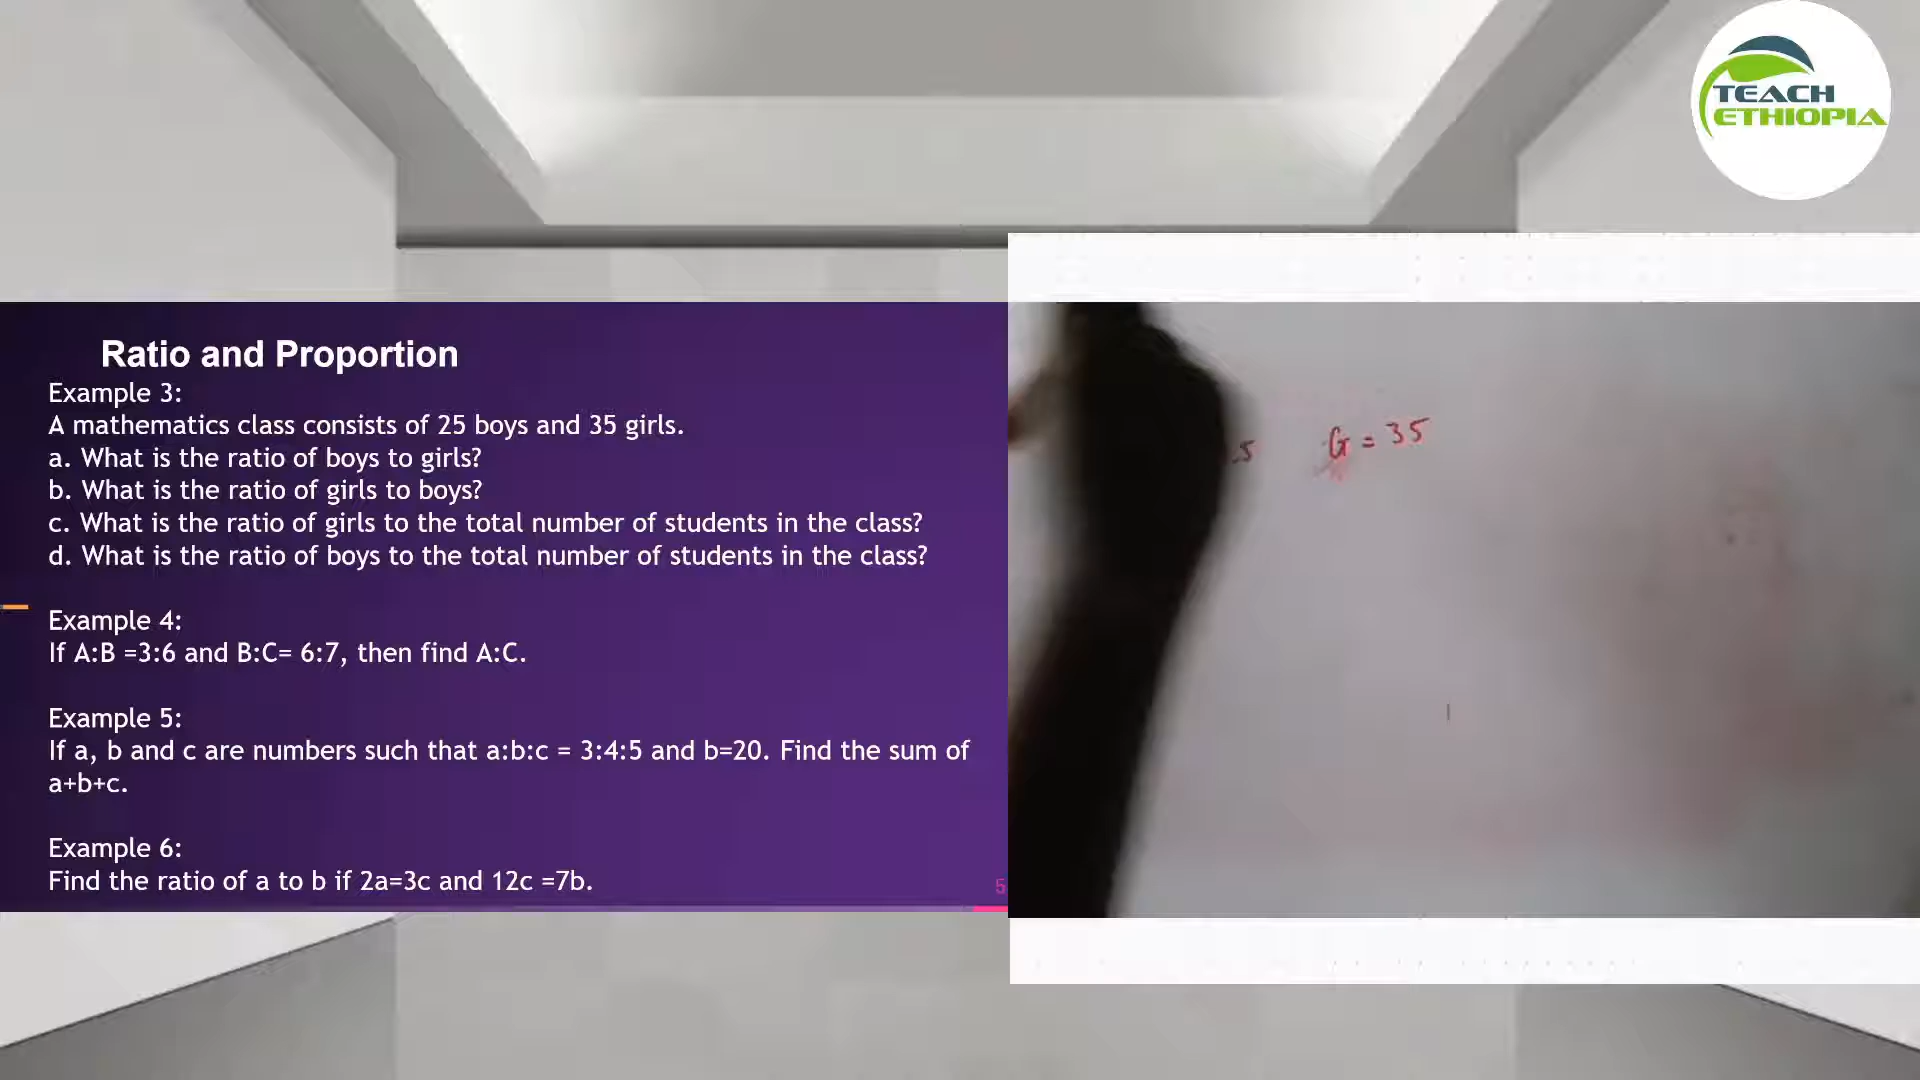 TEACH
ETHIOPIA
Ratio and Proportion
Example 3:
A mathematics class consists of 25 boys and 35 girls.
a. What is the ratio of boys to girls?
b. What is the ratio of girls to boys?
c. What is the ratio of girls to the total number of students in the class?
d. What is the ratio of boys to the total number of students in the class?
Example 4:
If A:B =3:6 and B:C= 6:7, then find A:C.
Example 5:
If a, b and c are numbers such that a:b:c = 3:4:5 and b=20. Find the sum of
a+b+c.
Example 6:
Find the ratio of a to b if 2a=3c and 12c =7b.
5
5 G = 35